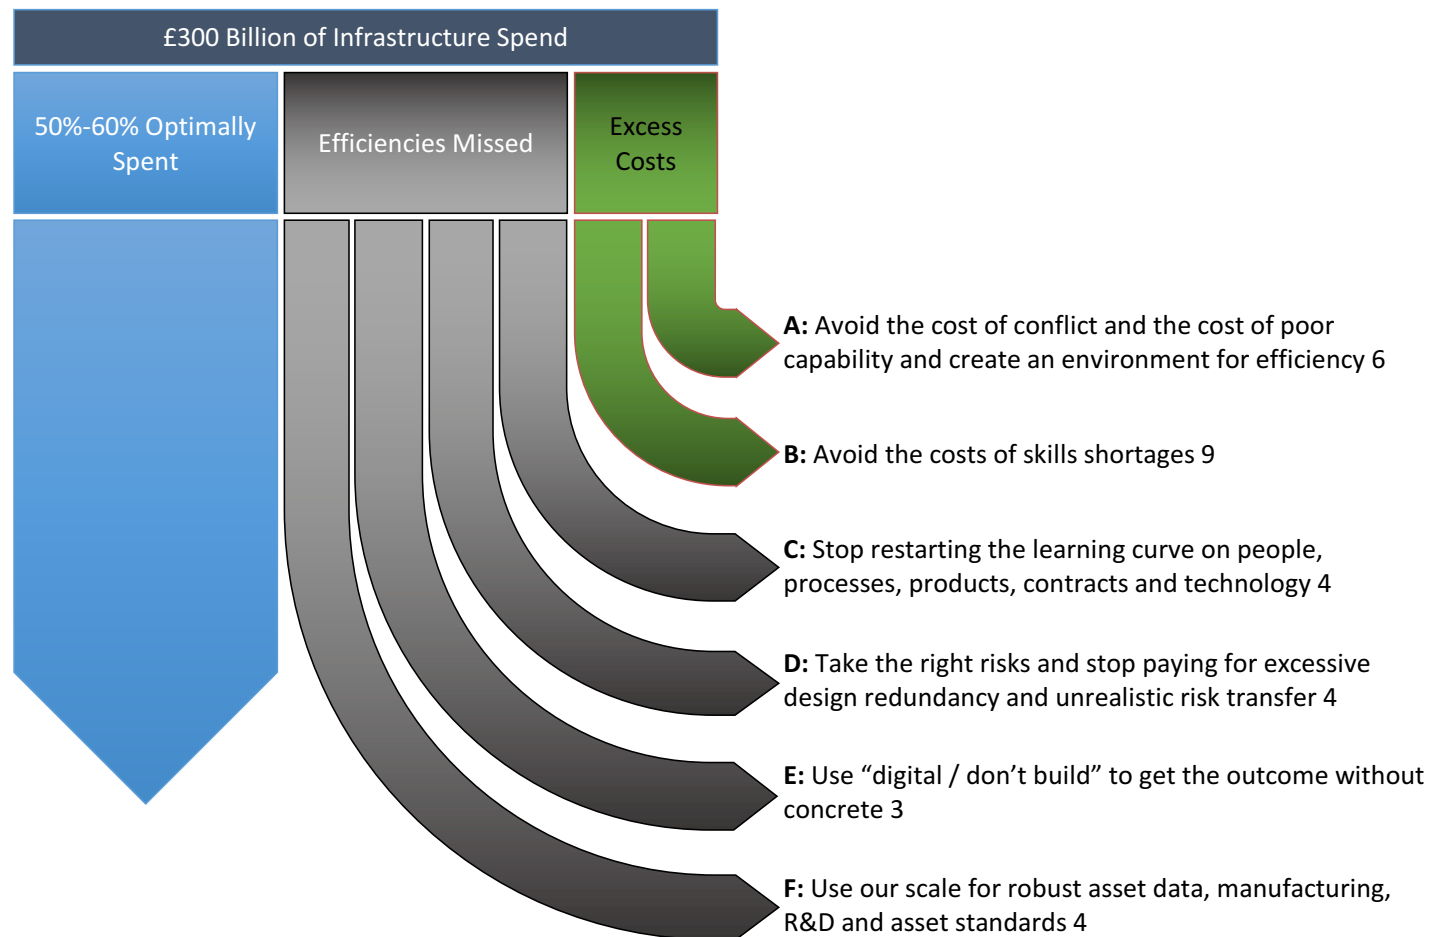 £300 Billion of Infrastructure Spend
50%-60% Optimally
Spent
Efficiencies Missed
Excess
Costs
A: Avoid the cost of conflict and the cost of poor
capability and create an environment for efficiency 6
B: Avoid the costs of skills shortages 9
C: Stop restarting the learning curve on people,
processes, products, contracts and technology 4
D: Take the right risks and stop paying for excessive
design redundancy and unrealistic risk transfer 4
E: Use “digital / don’t build” to get the outcome without
concrete 3
F: Use our scale for robust asset data, manufacturing,
R&D and asset standards 4